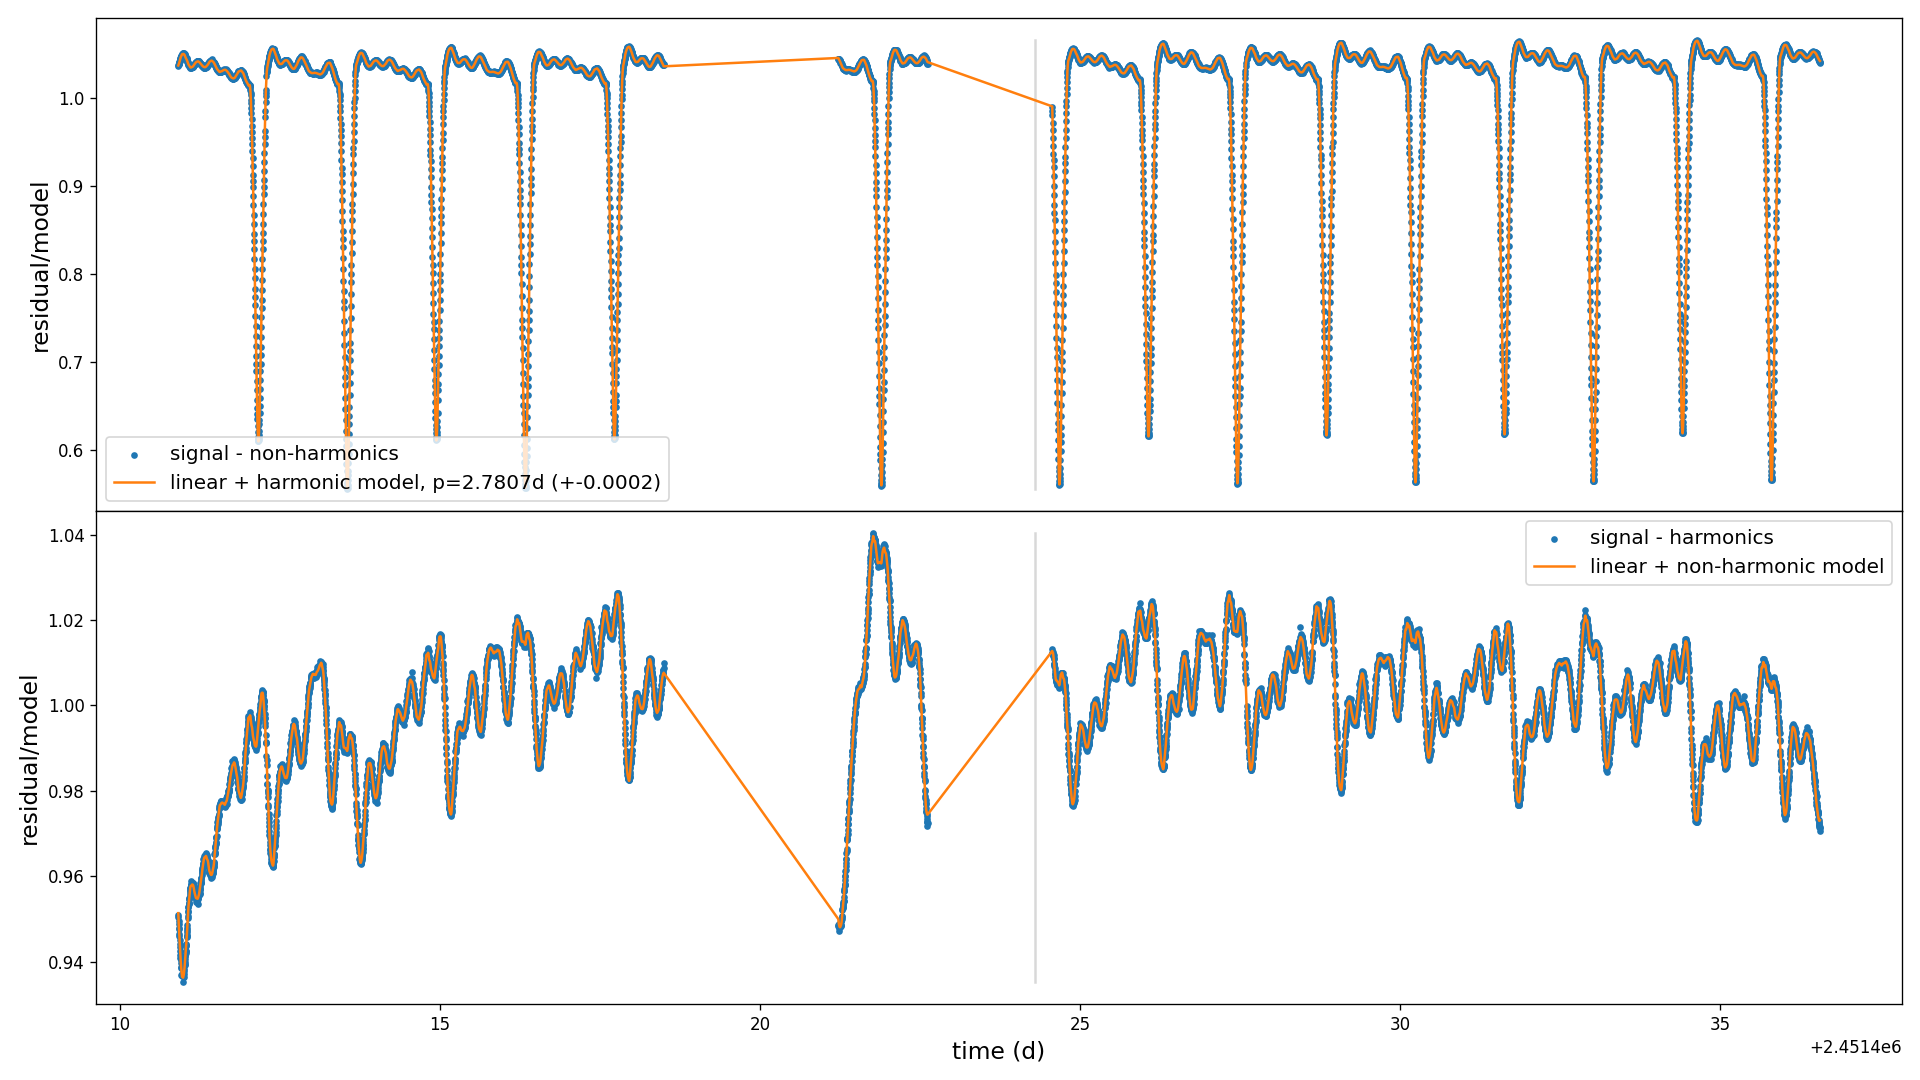 residual/model
1.0
0.9
0.8
0.7
0.6
signal - non-harmonics
linear + harmonic model, p=2.7807d (+-0.0002)
residual/model
1.04
1.02
1.00
0.98
0.96
0.94
signal - harmonics
linear + non-harmonic model
10
15
20
25
30
35
time (d)
+2.4514e6